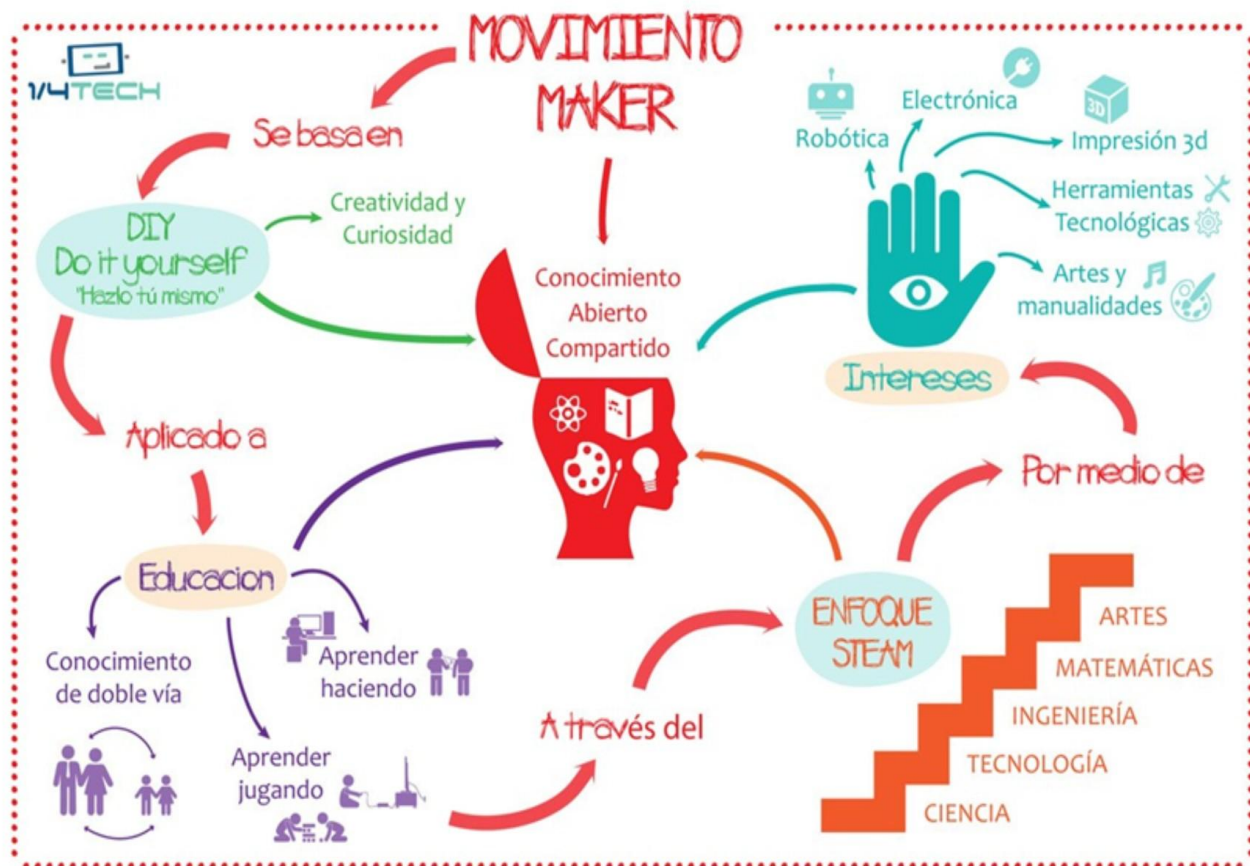 MOVIMIENTO
MAKER
1/4TECH
Se basa en
DIY
Do it yourself
"Hazlo tú mismo"
Creatividad y
Curiosidad
Conocimiento
Abierto
Compartido
Robótica
Electrónica
3D
Impresión 3d
Herramientas
Tecnológicas
Artes y
manualidades
Intereses
Aplicado a
Educacion
Conocimiento
de doble vía
Aprender
haciendo
Aprender
jugando
A través del
ENFOQUE
STEAM
Por medio de
ARTES
MATEMÁTICAS
INGENIERÍA
TECNOLOGÍA
CIENCIA